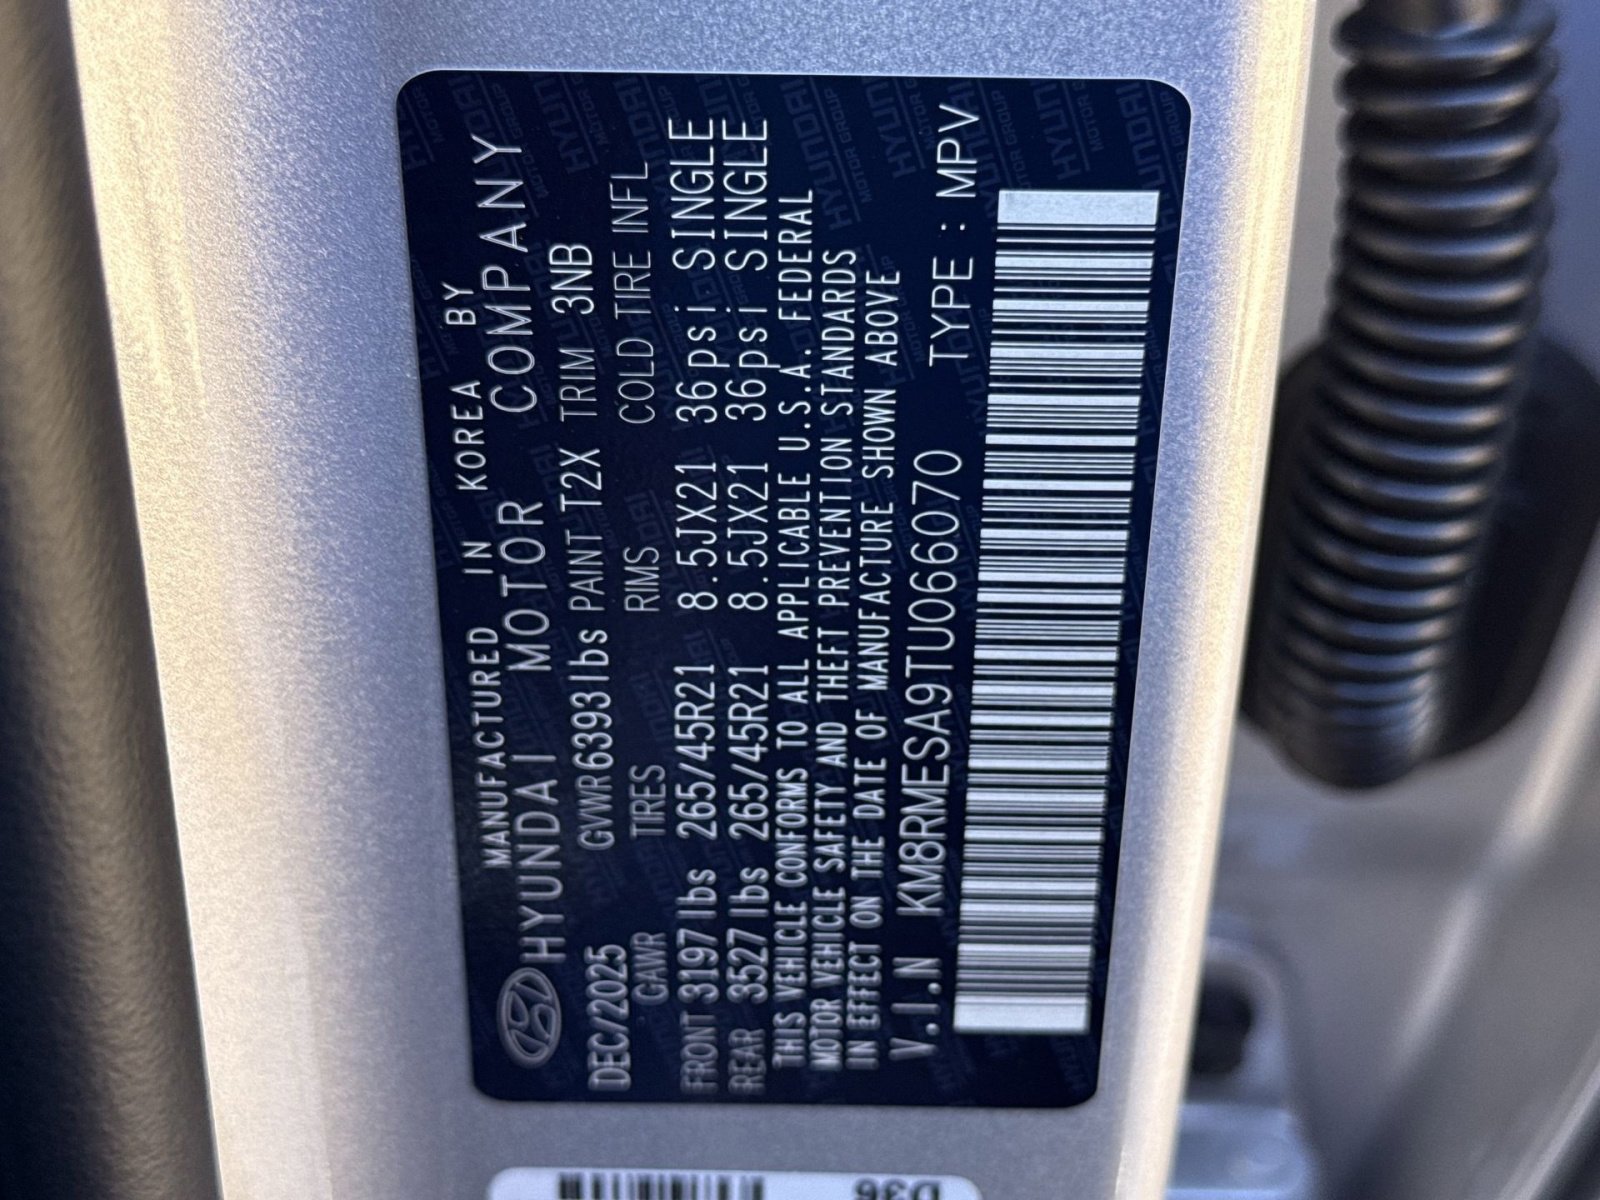 MANUFACTURED IN KOREA BY
HYUNDAI MOTOR COMPANY
DEC/2025 GVWR6393lbs PAINT T2X TRIM 3NB
GAWR TIRES RIMS COLD TIRE INFL
FRONT 3197lbs 265/45R21 8.5JX21 36psi SINGLE
REAR 3527lbs 265/45R21 8.5JX21 36psi SINGLE
THIS VEHICLE CONFORMS TO ALL APPLICABLE U.S.A. FEDERAL
MOTOR VEHICLE SAFETY AND THEFT PREVENTION STANDARDS
IN EFFECT ON THE DATE OF MANUFACTURE SHOWN ABOVE
V.I.N KM8RMESA9TU066070 TYPE : MPV
D36